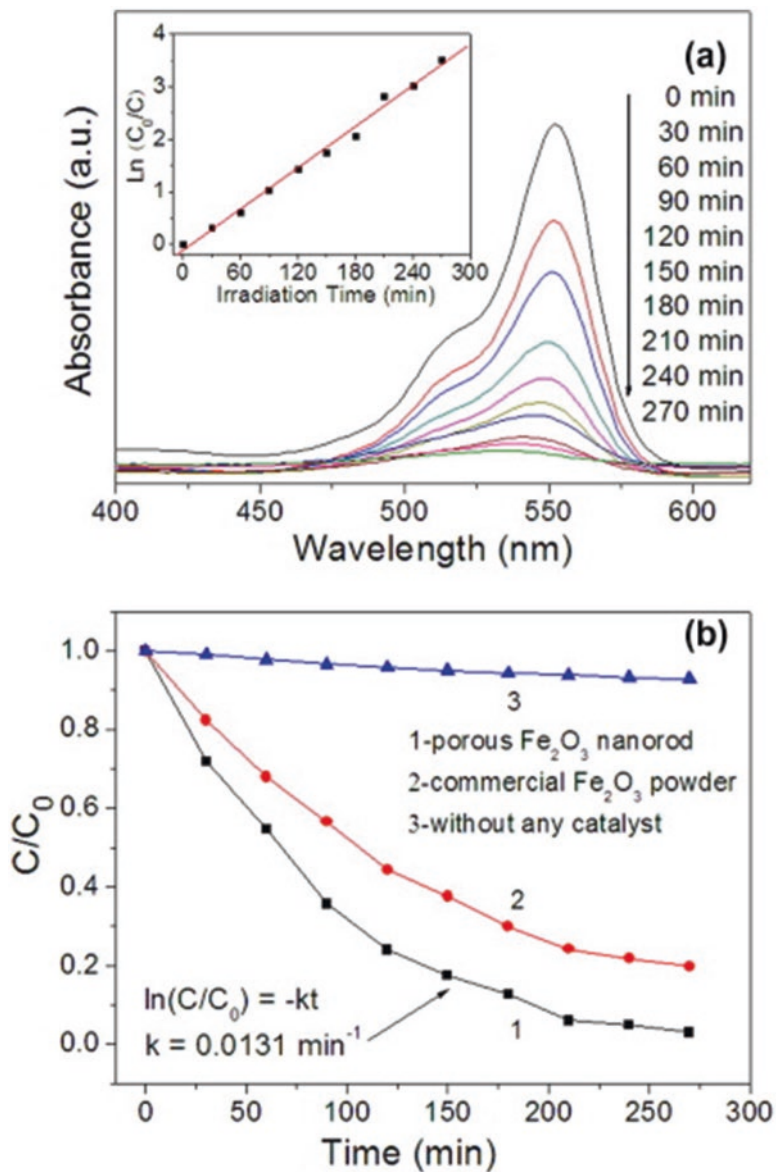 (a)
0 min
30 min
60 min
90 min
120 min
150 min
180 min
210 min
240 min
270 min
Absorbance (a.u.)
Ln (C₀/C)
4
3
2
1
0
0 60 120 180 240 300
Irradiation Time (min)
400 450 500 550 600
Wavelength (nm)
(b)
C/C₀
1.0
0.8
0.6
0.4
0.2
0.0
3
1-porous Fe₂O₃ nanorod
2-commercial Fe₂O₃ powder
3-without any catalyst
2
ln(C/C₀) = -kt
k = 0.0131 min⁻¹
1
0 50 100 150 200 250 300
Time (min)